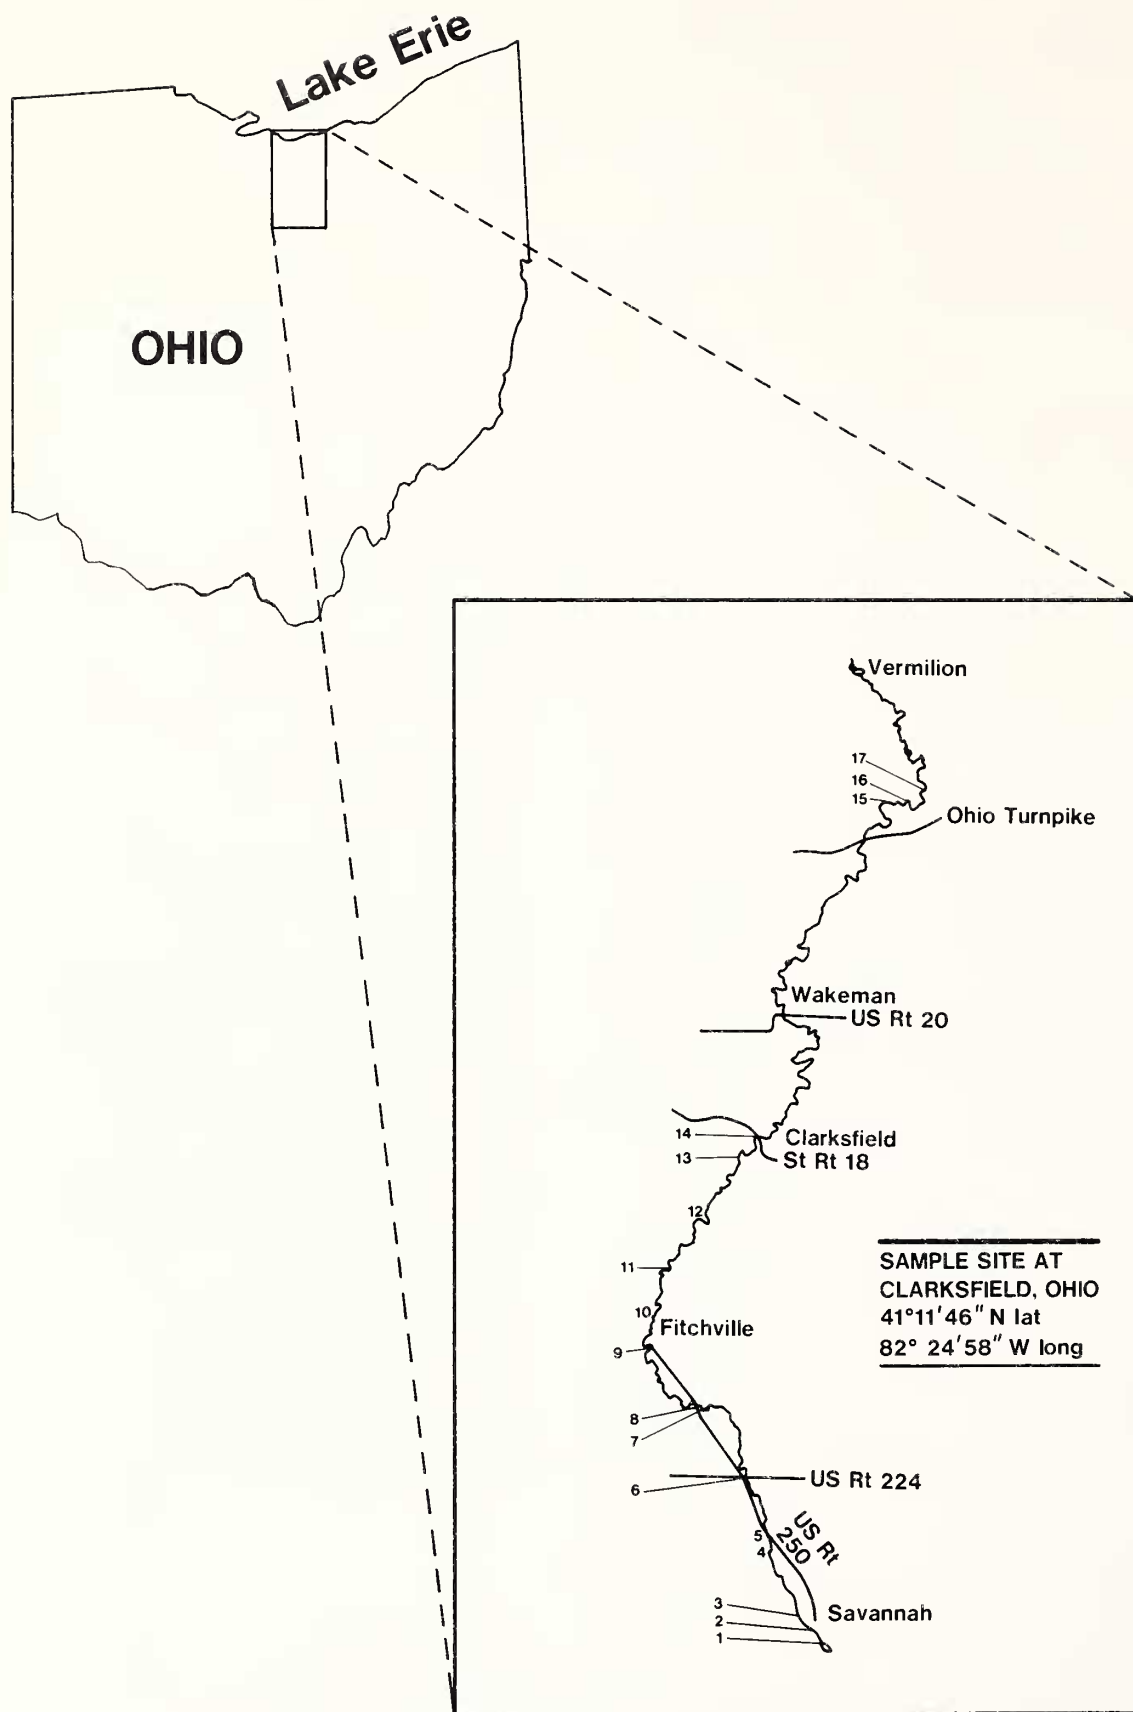 Lake Erie
OHIO
Vermilion
17
16
15
Ohio Turnpike
Wakeman
US Rt 20
14
Clarksfield
13
St Rt 18
12
SAMPLE SITE AT
CLARKSFIELD, OHIO
41°11'46" N lat
82° 24'58" W long
11
10
Fitchville
9
8
7
6
US Rt 224
5
4
US Rt
250
3
Savannah
2
1